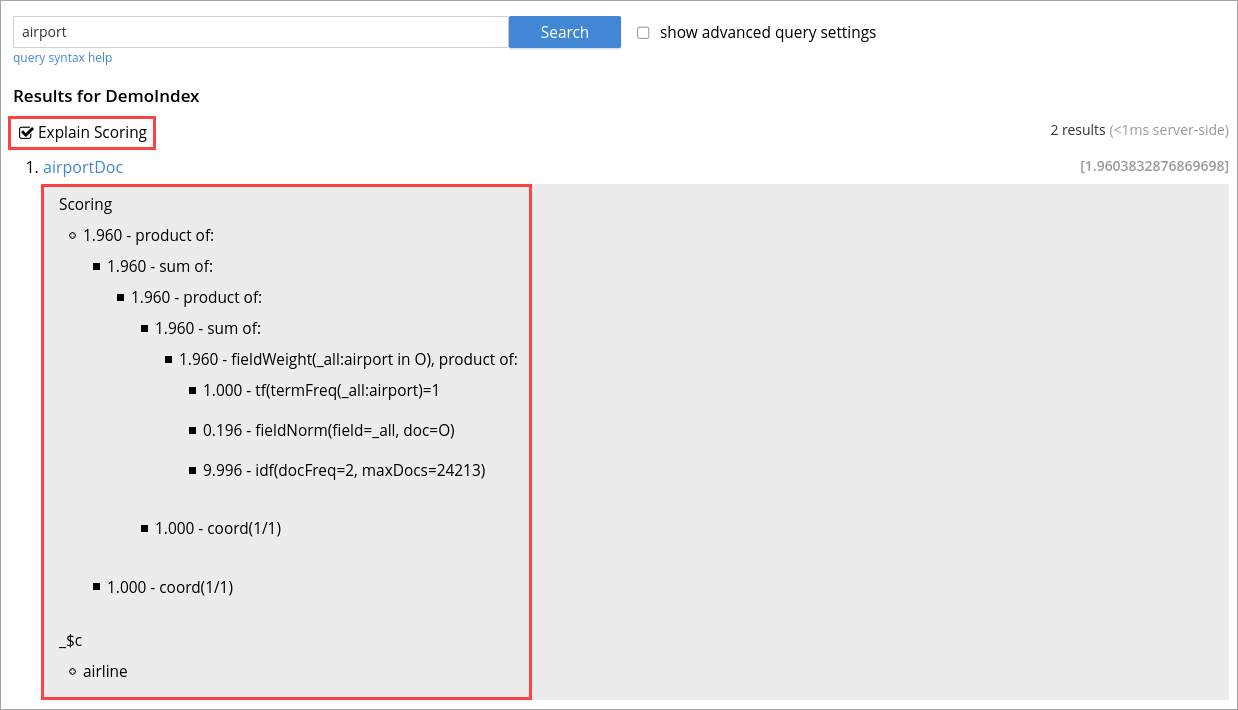 airport Search show advanced query settings
query syntax help
Results for DemoIndex
Explain Scoring 2 results (<1ms server-side)
1. airportDoc [1.9603832876869698]
Scoring
1.960 - product of:
1.960 - sum of:
1.960 - product of:
1.960 - sum of:
1.960 - fieldWeight(_all:airport in O), product of:
1.000 - tf(termFreq(_all:airport)=1
0.196 - fieldNorm(field=_all, doc=O)
9.996 - idf(docFreq=2, maxDocs=24213)
1.000 - coord(1/1)
1.000 - coord(1/1)
_$c
airline